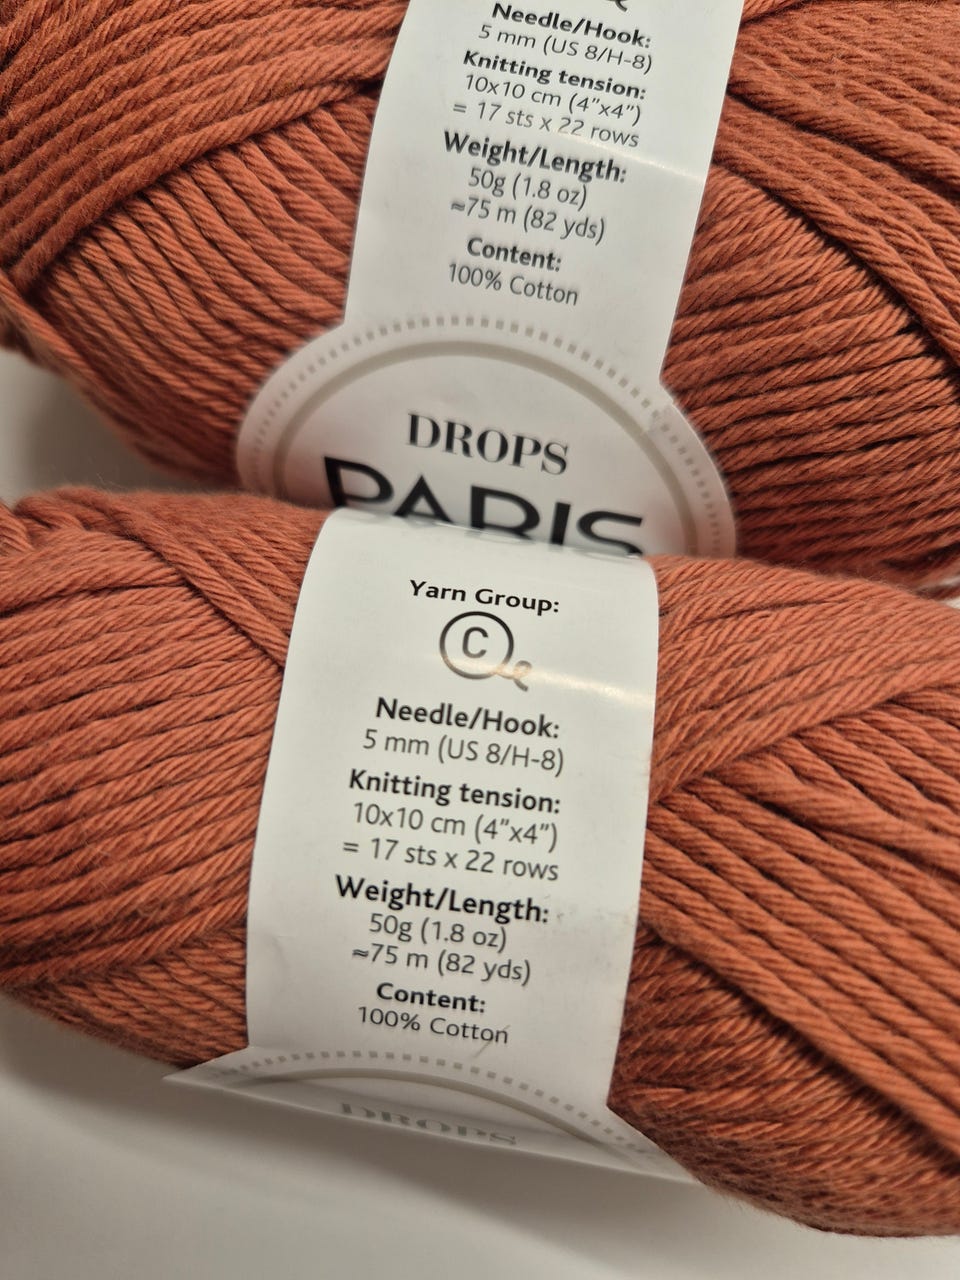 Needle/Hook:
5 mm (US 8/H-8)
Knitting tension:
10x10 cm (4”x4”)
= 17 sts x 22 rows
Weight/Length:
50g (1.8 oz)
≈75 m (82 yds)
Content:
100% Cotton
DROPS
PARIS
Yarn Group:
C
Needle/Hook:
5 mm (US 8/H-8)
Knitting tension:
10x10 cm (4”x4”)
= 17 sts x 22 rows
Weight/Length:
50g (1.8 oz)
≈75 m (82 yds)
Content:
100% Cotton
DROPS